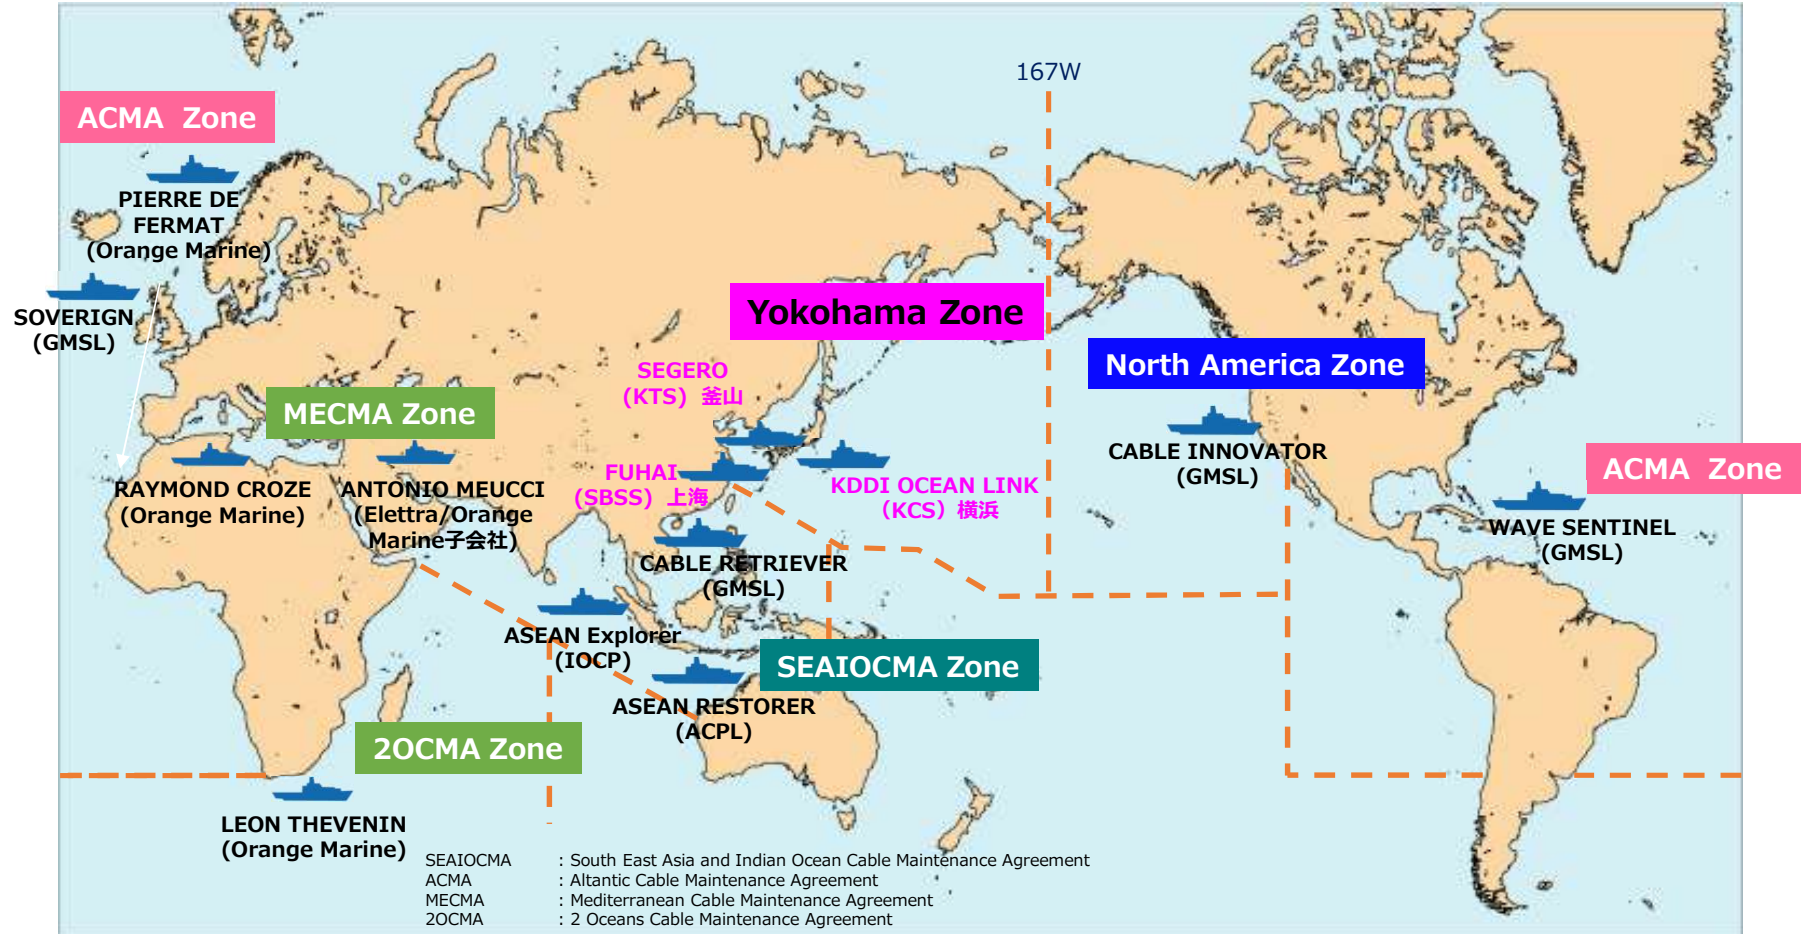 167W
ACMA Zone
PIERRE DE
FERMAT
(Orange Marine)
SOVERIGN
(GMSL)
Yokohama Zone
North America Zone
SEGERO
(KTS) 釜山
MECMA Zone
CABLE INNOVATOR
(GMSL)
ACMA Zone
RAYMOND CROZE
(Orange Marine)
ANTONIO MEUCCI
(Elettra/Orange
Marine子会社)
FUHAI
(SBSS) 上海
KDDI OCEAN LINK
(KCS) 横浜
WAVE SENTINEL
(GMSL)
CABLE RETRIEVER
(GMSL)
ASEAN Explorer
(IOCP)
SEAIOCMA Zone
ASEAN RESTORER
(ACPL)
2OCMA Zone
LEON THEVENIN
(Orange Marine)
SEAIOCMA : South East Asia and Indian Ocean Cable Maintenance Agreement
ACMA : Altantic Cable Maintenance Agreement
MECMA : Mediterranean Cable Maintenance Agreement
2OCMA : 2 Oceans Cable Maintenance Agreement